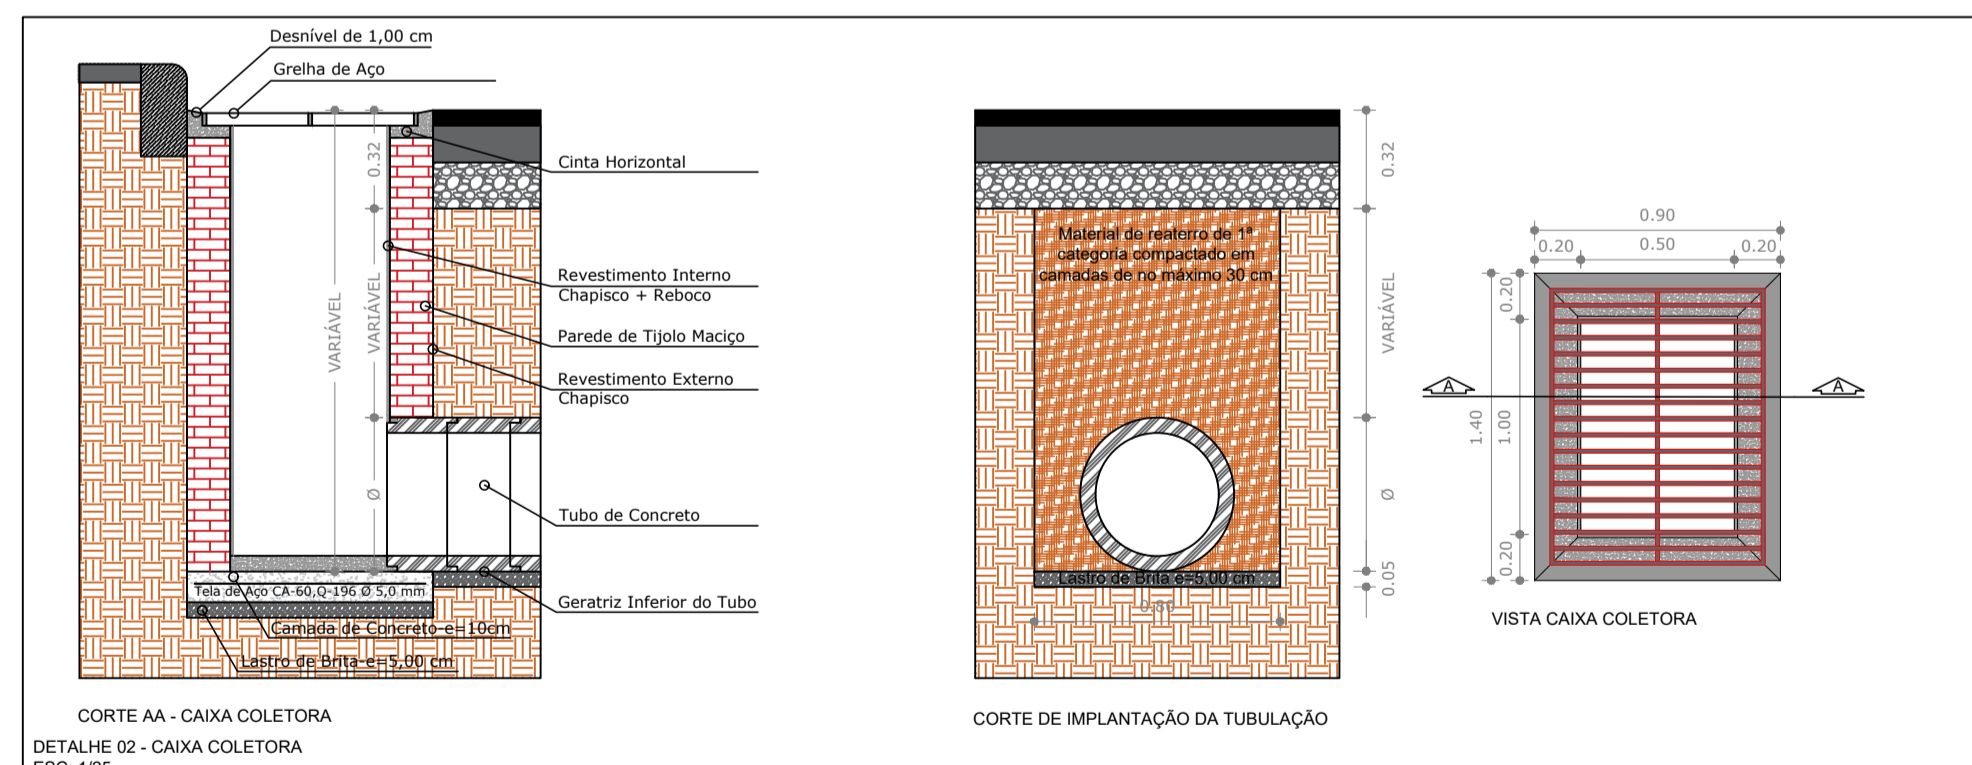 Desnível de 1,00 cm
Grelha de Aço
0.32
VARIÁVEL
VARIÁVEL
Ø
Cinta Horizontal
Revestimento Interno
Chapisco + Reboco
Parede de Tijolo Maciço
Revestimento Externo
Chapisco
Tubo de Concreto
Geratriz Inferior do Tubo
Tela de Aço CA-60,Q-196 Ø 5,0 mm
Camada de Concreto-e=10cm
Lastro de Brita-e=5,00 cm
CORTE AA - CAIXA COLETORA
DETALHE 02 - CAIXA COLETORA
Material de reaterro de 1ª
categoria compactado em
camadas de no máximo 30 cm
0.32
VARIÁVEL
Ø
0.05
Lastro de Brita e=5,00 cm
0.80
CORTE DE IMPLANTAÇÃO DA TUBULAÇÃO
0.90
0.20 0.50 0.20
0.20
1.40
1.00
0.20
A
A
VISTA CAIXA COLETORA